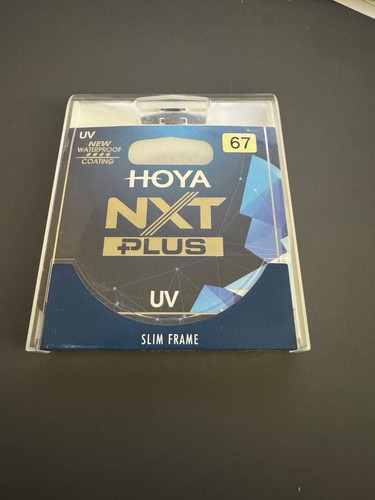 UV
NEW
WATERPROOF
COATING
67
HOYA
NXT
PLUS
UV
SLIM FRAME